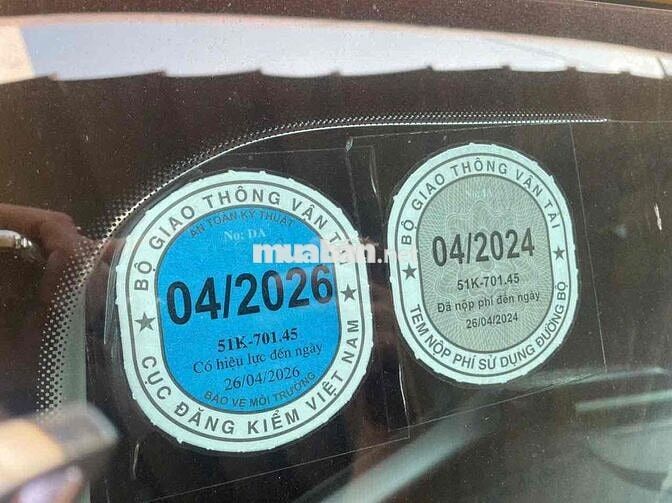 BỘ GIAO THÔNG VẬN TẢI
AN TOÀN KỸ THUẬT
No: DA
04/2026
51K-701.45
Có hiệu lực đến ngày
26/04/2026
BẢO VỆ MÔI TRƯỜNG
CỤC ĐĂNG KIỂM VIỆT NAM
BỘ GIAO THÔNG VẬN TẢI
No:DA
04/2024
51K-701.45
Đã nộp phí đến ngày
26/04/2024
TEM NỘP PHÍ SỬ DỤNG ĐƯỜNG BỘ
muaban.net